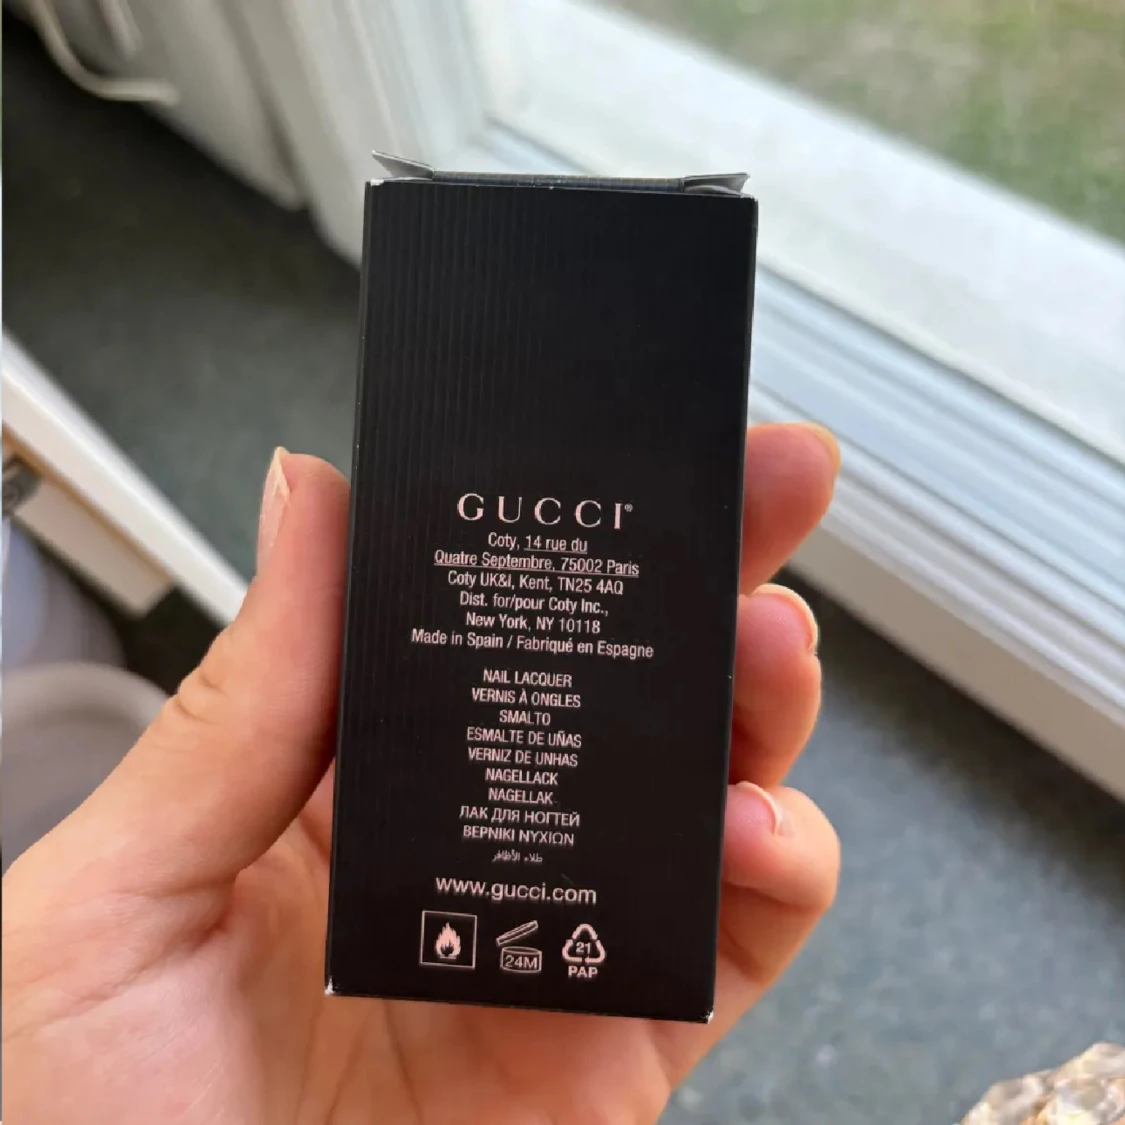 GUCCI®
Coty, 14 rue du
Quatre Septembre, 75002 Paris
Coty UK&I, Kent, TN25 4AQ
Dist. for/pour Coty Inc.,
New York, NY 10118
Made in Spain / Fabriqué en Espagne
NAIL LACQUER
VERNIS À ONGLES
SMALTO
ESMALTE DE UÑAS
VERNIZ DE UNHAS
NAGELLACK
NAGELLAK
ЛАК ДЛЯ НОГТЕЙ
ΒΕΡΝΙΚΙ ΝΥΧΙΩΝ
طلاء الأظافر
www.gucci.com
24M
21
PAP